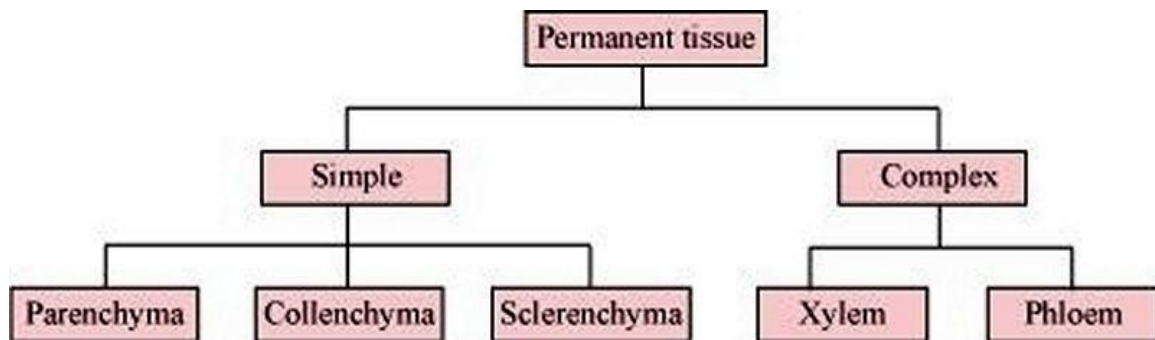 Permanent tissue
Simple
Complex
Parenchyma
Collenchyma
Sclerenchyma
Xylem
Phloem